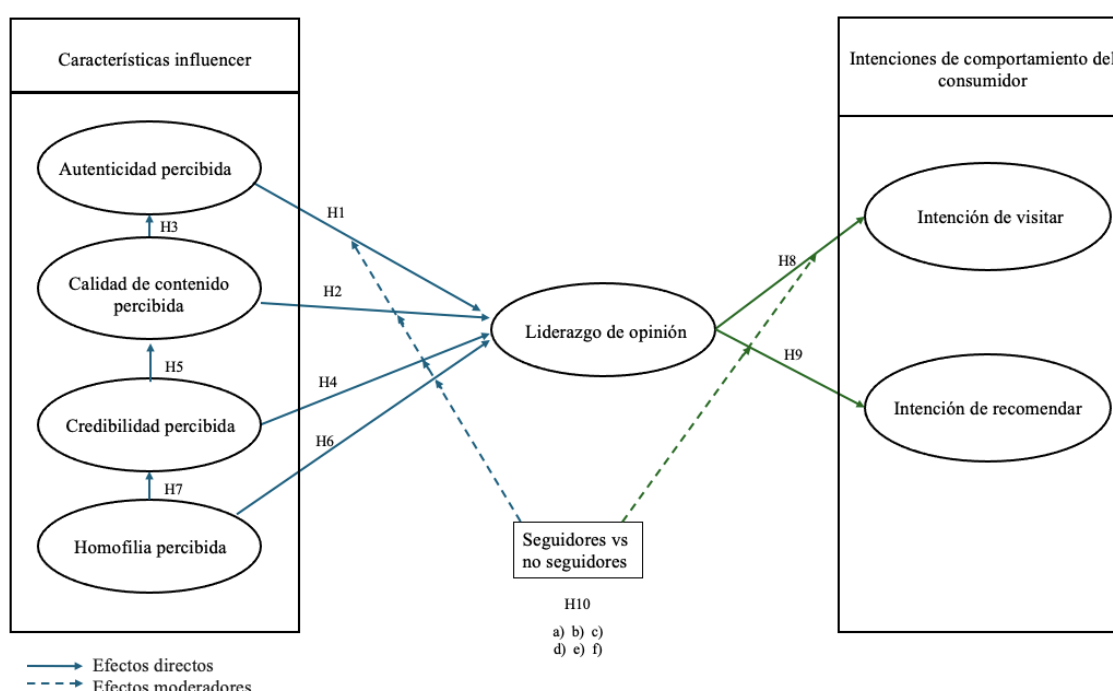 Características influencer
Intenciones de comportamiento del
consumidor
Autenticidad percibida
Intención de visitar
H1
H3
H8
Calidad de contenido
percibida
H2
Liderazgo de opinión
H9
H5
H4
Credibilidad percibida
Intención de recomendar
H6
H7
Homofilia percibida
Seguidores vs
no seguidores
H10
a) b) c)
d) e) f)
Efectos directos
Efectos moderadores